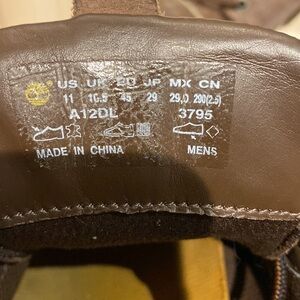 US UK EU JP MX CN
11 10.5 45 29 29.0 290(2.5)
A12DL 3795
MADE IN CHINA MENS